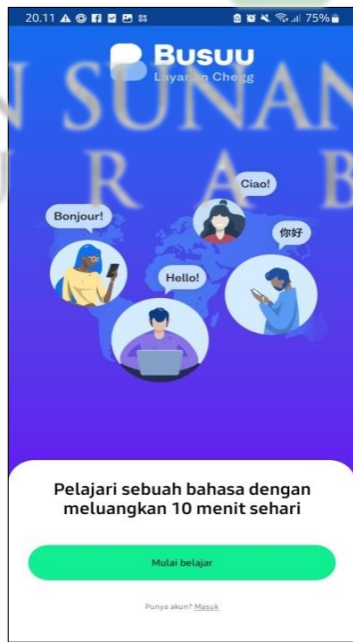 20.11 75%
Busuu
Layanan Chegg
N SUNAN
U R A B
Ciao!
Bonjour!
你好
Hello!
Pelajari sebuah bahasa dengan
meluangkan 10 menit sehari
Mulai belajar
Punya akun? Masuk